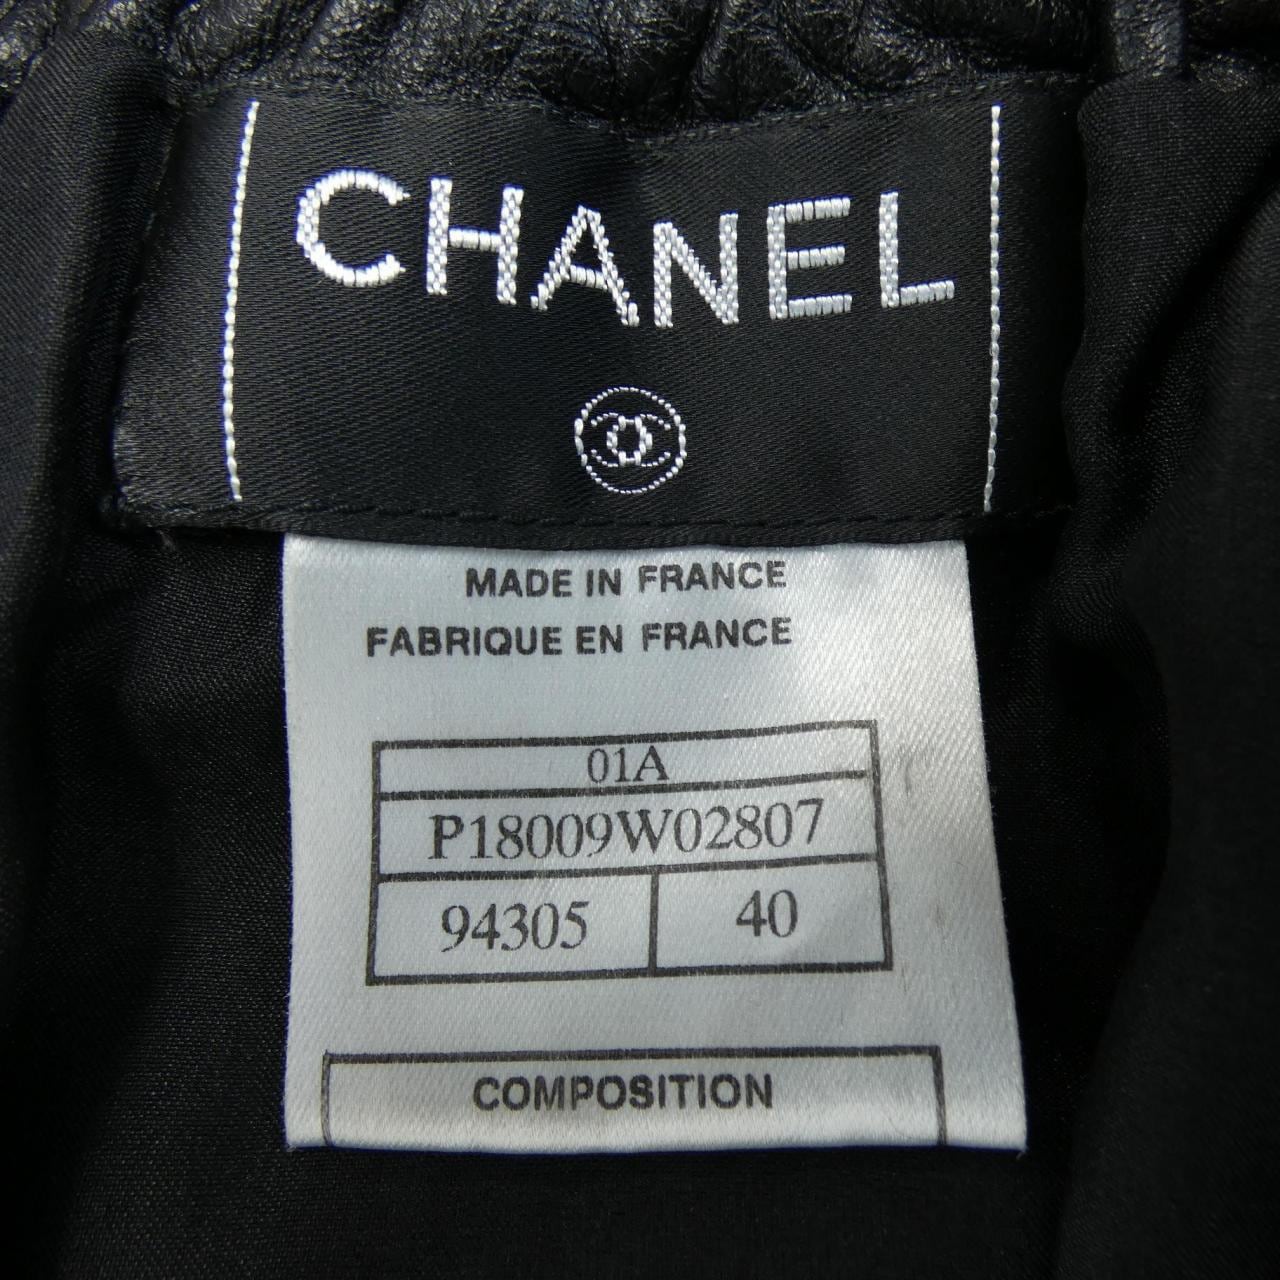 CHANEL
MADE IN FRANCE
FABRIQUE EN FRANCE
01A
P18009W02807
94305 40
COMPOSITION